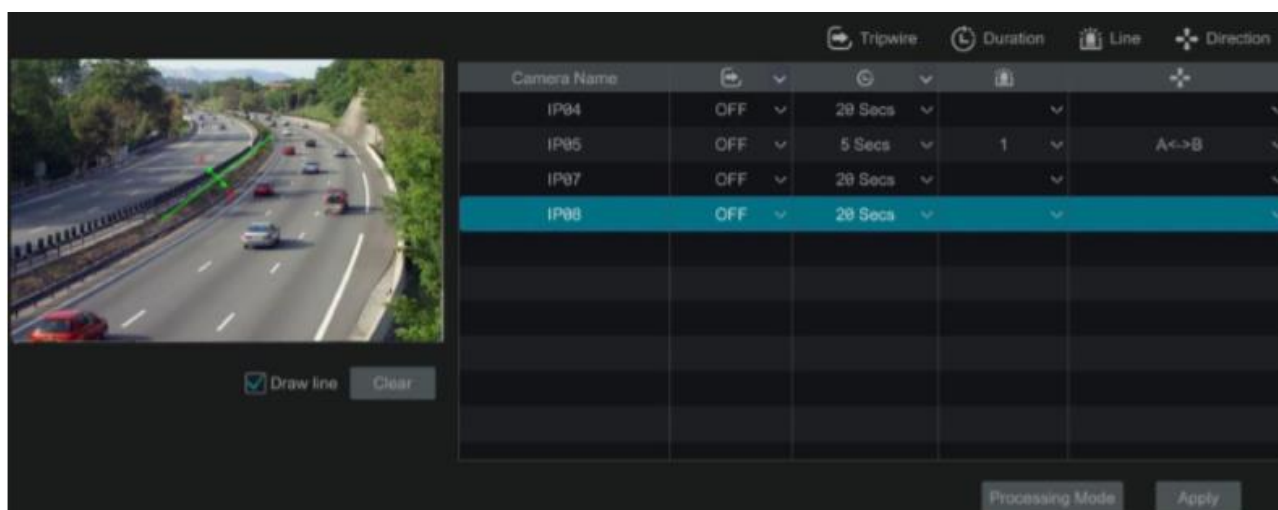 Tripwire Duration Line Direction
Camera Name
IP04 OFF 20 Secs
IP05 OFF 5 Secs 1 A<->B
IP07 OFF 20 Secs
IP08 OFF 20 Secs
Draw line Clear
Processing Mode Apply